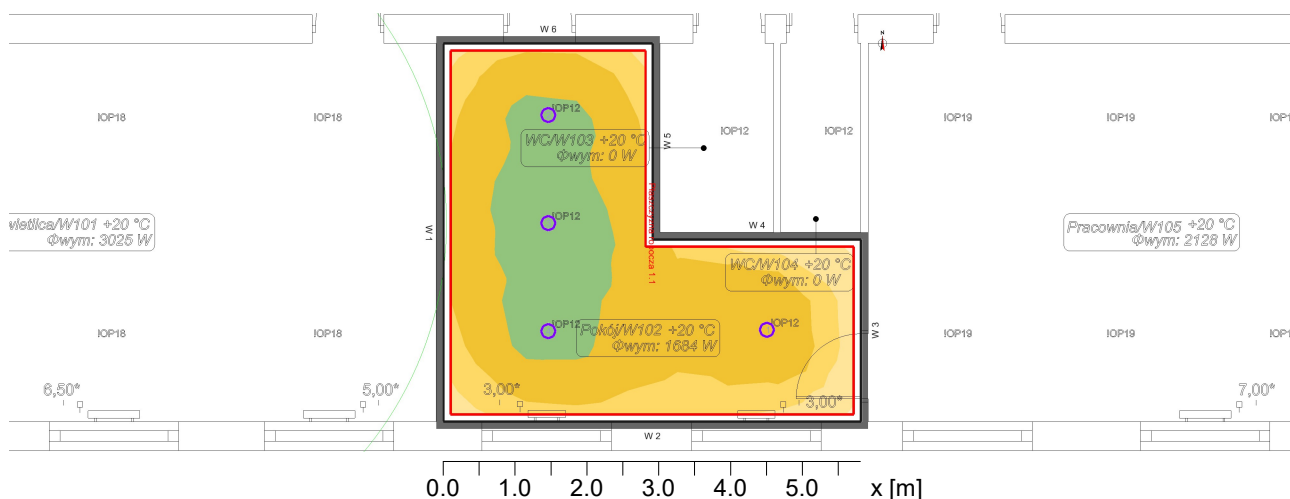 W 6
N
IOP12
IOP18
IOP18
WC/W103 +20 °C
Φwym: 0 W
W 5
IOP12
IOP12
IOP19
IOP19
IOP1
wietlica/W101 +20 °C
Φwym: 3025 W
W 1
IOP12
W 4
Pracownia/W105 +20 °C
Φwym: 2128 W
WC/W104 +20 °C
Φwym: 0 W
IOP18
IOP18
IOP12
Pokój/W102 +20 °C
Φwym: 1684 W
IOP12
W 3
IOP19
IOP19
IOP1
6,50*
5,00*
3,00*
3,00*
7,00*
W 2
0.0 1.0 2.0 3.0 4.0 5.0 x [m]